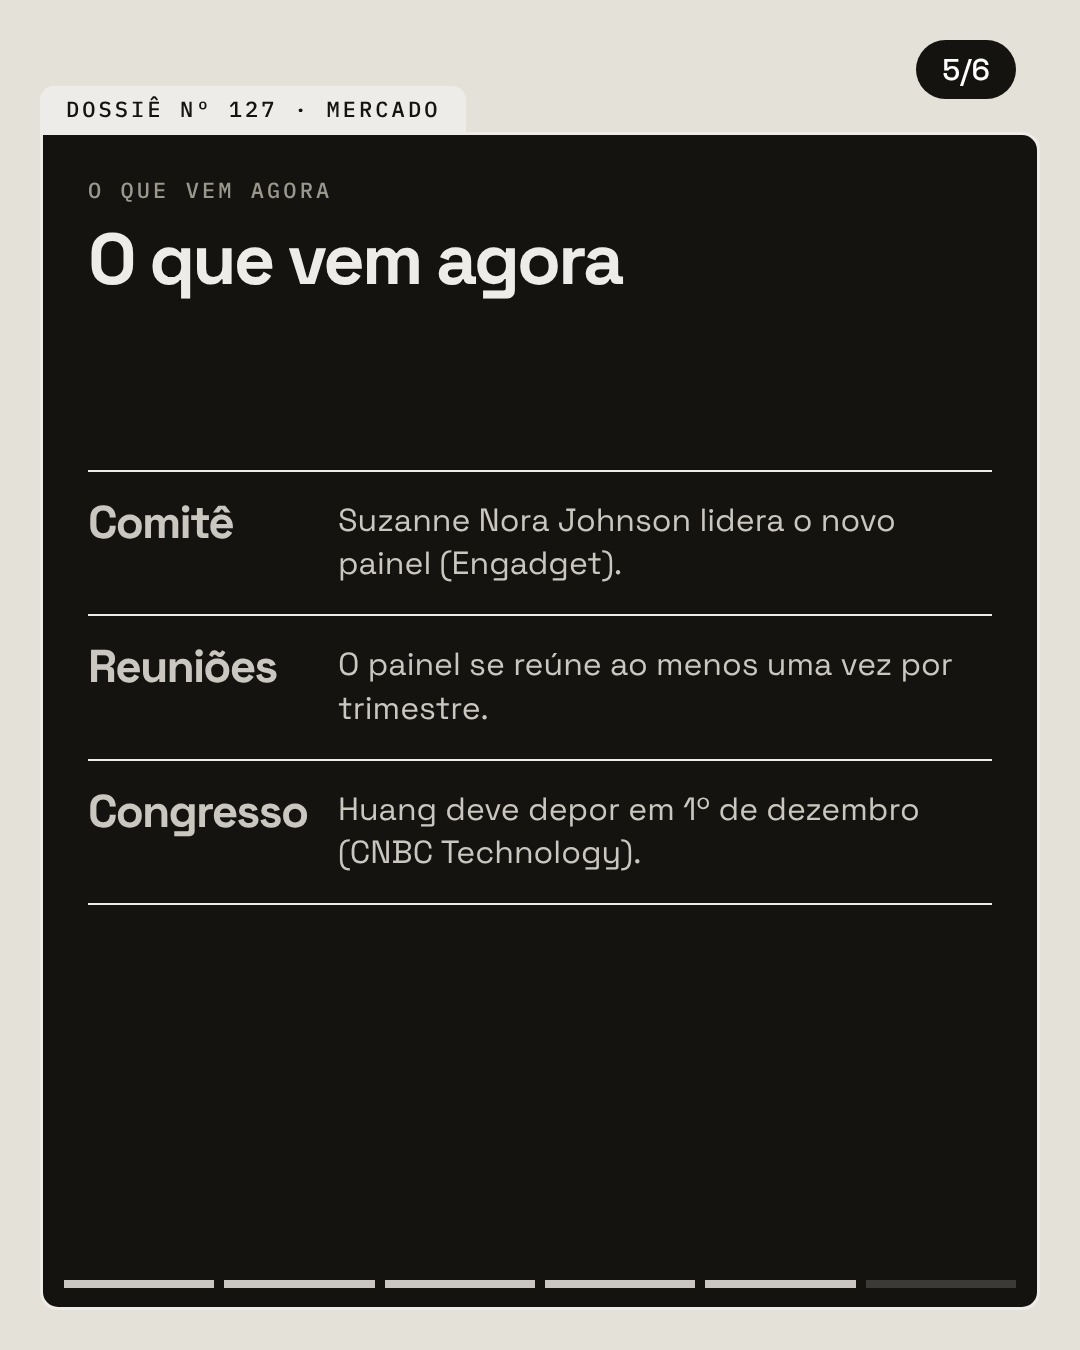 5/6
DOSSIÊ Nº 127 · MERCADO
O QUE VEM AGORA
O que vem agora
Comitê
Suzanne Nora Johnson lidera o novo
painel (Engadget).
Reuniões
O painel se reúne ao menos uma vez por
trimestre.
Congresso
Huang deve depor em 1º de dezembro
(CNBC Technology).